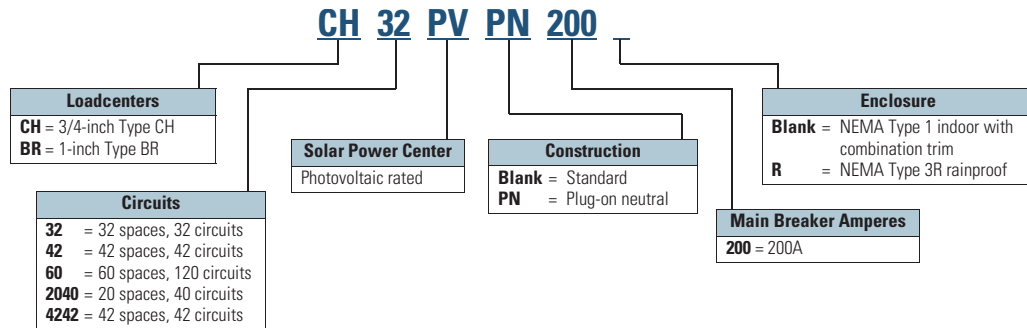 CH 32 PV PN 200 _
Loadcenters
CH = 3/4-inch Type CH
BR = 1-inch Type BR
Circuits
32 = 32 spaces, 32 circuits
42 = 42 spaces, 42 circuits
60 = 60 spaces, 120 circuits
2040 = 20 spaces, 40 circuits
4242 = 42 spaces, 42 circuits
Solar Power Center
Photovoltaic rated
Construction
Blank = Standard
PN = Plug-on neutral
Main Breaker Amperes
200 = 200A
Enclosure
Blank = NEMA Type 1 indoor with
combination trim
R = NEMA Type 3R rainproof